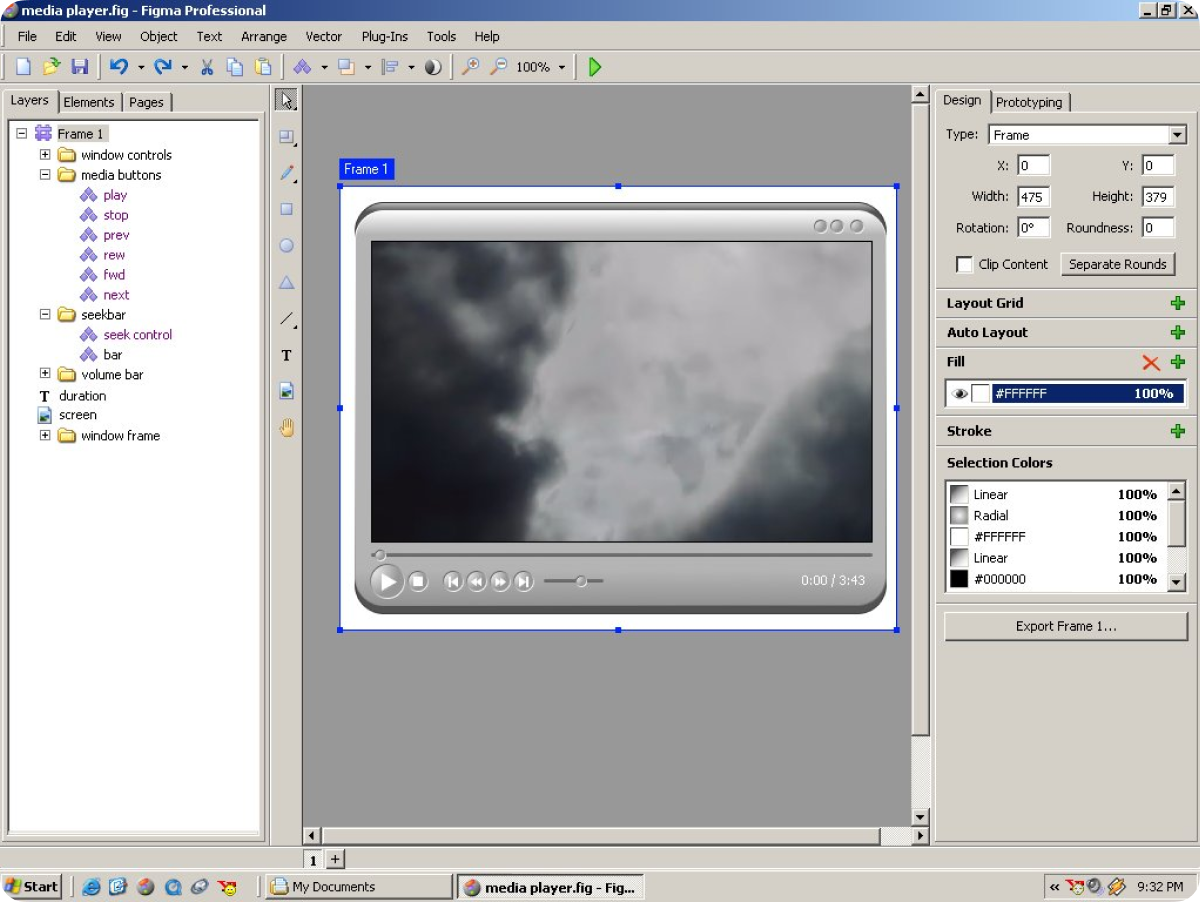 media player.fig - Figma Professional
File Edit View Object Text Arrange Vector Plug-Ins Tools Help
100%
Layers Elements Pages
Frame 1
window controls
media buttons
play
stop
prev
rew
fwd
next
seekbar
seek control
bar
volume bar
T duration
screen
window frame
T
Frame 1
0:00 / 3:43
Design Prototyping
Type: Frame
X: 0 Y: 0
Width: 475 Height: 379
Rotation: 0° Roundness: 0
Clip Content Separate Rounds
Layout Grid
Auto Layout
Fill
#FFFFFF 100%
Stroke
Selection Colors
Linear 100%
Radial 100%
#FFFFFF 100%
Linear 100%
#000000 100%
Export Frame 1...
1 +
Start My Documents media player.fig - Fig... « 9:32 PM